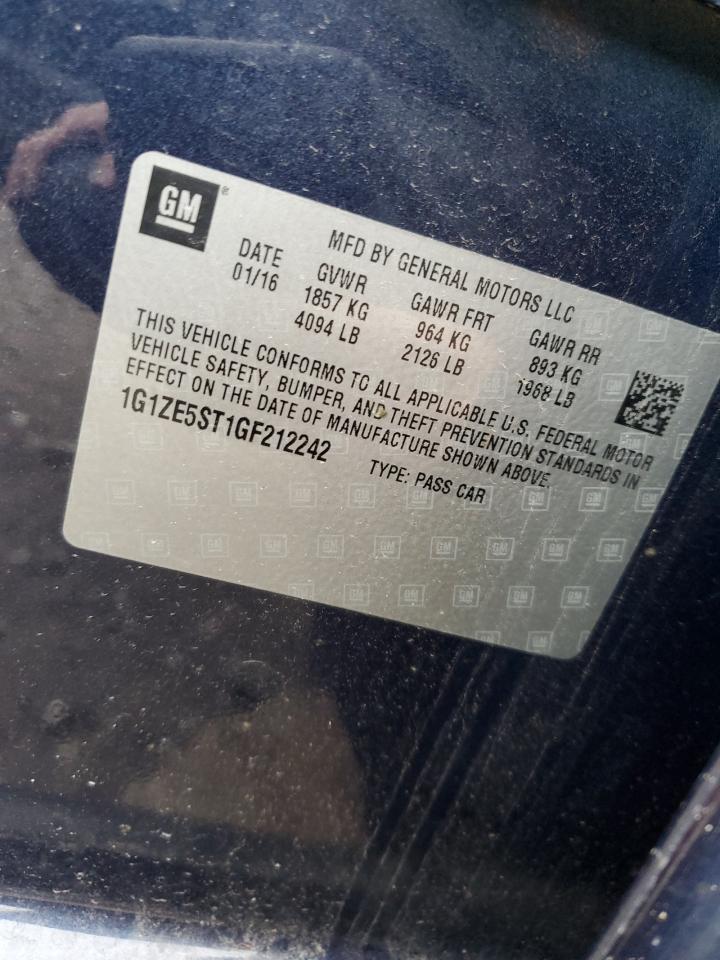 GM®
MFD BY GENERAL MOTORS LLC
DATE GVWR GAWR FRT GAWR RR
01/16 1857 KG 964 KG 893 KG
4094 LB 2126 LB 1968 LB
THIS VEHICLE CONFORMS TO ALL APPLICABLE U.S. FEDERAL MOTOR
VEHICLE SAFETY, BUMPER, AND THEFT PREVENTION STANDARDS IN
EFFECT ON THE DATE OF MANUFACTURE SHOWN ABOVE.
1G1ZE5ST1GF212242 TYPE: PASS CAR